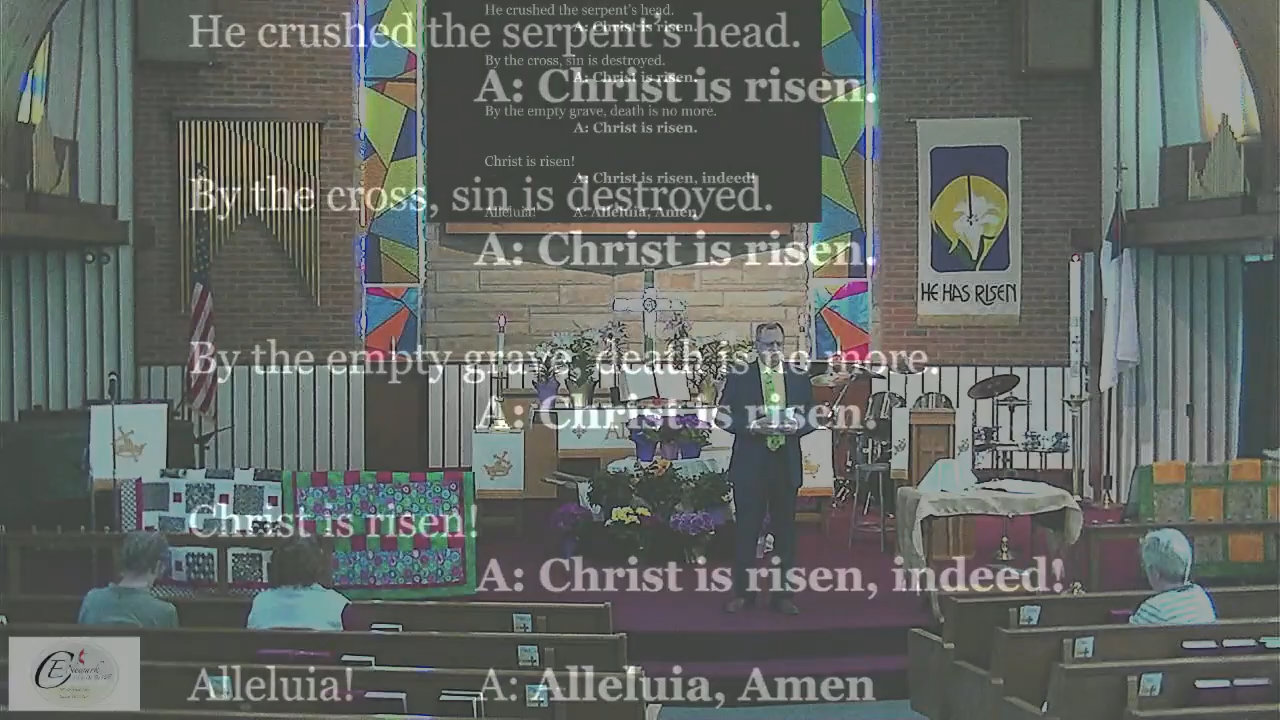 He crushed the serpent's head.
A: Christ is risen.
By the cross, sin is destroyed.
A: Christ is risen.
By the empty grave, death is no more.
A: Christ is risen.
Christ is risen!
A: Christ is risen, indeed!
Alleluia! A: Alleluia, Amen
He crushed the serpent's head.
A: Christ is risen.
By the cross, sin is destroyed.
A: Christ is risen.
By the empty grave, death is no more.
A: Christ is risen.
Christ is risen!
A: Christ is risen, indeed!
Alleluia! A: Alleluia, Amen
HE HAS RISEN
CE Newark